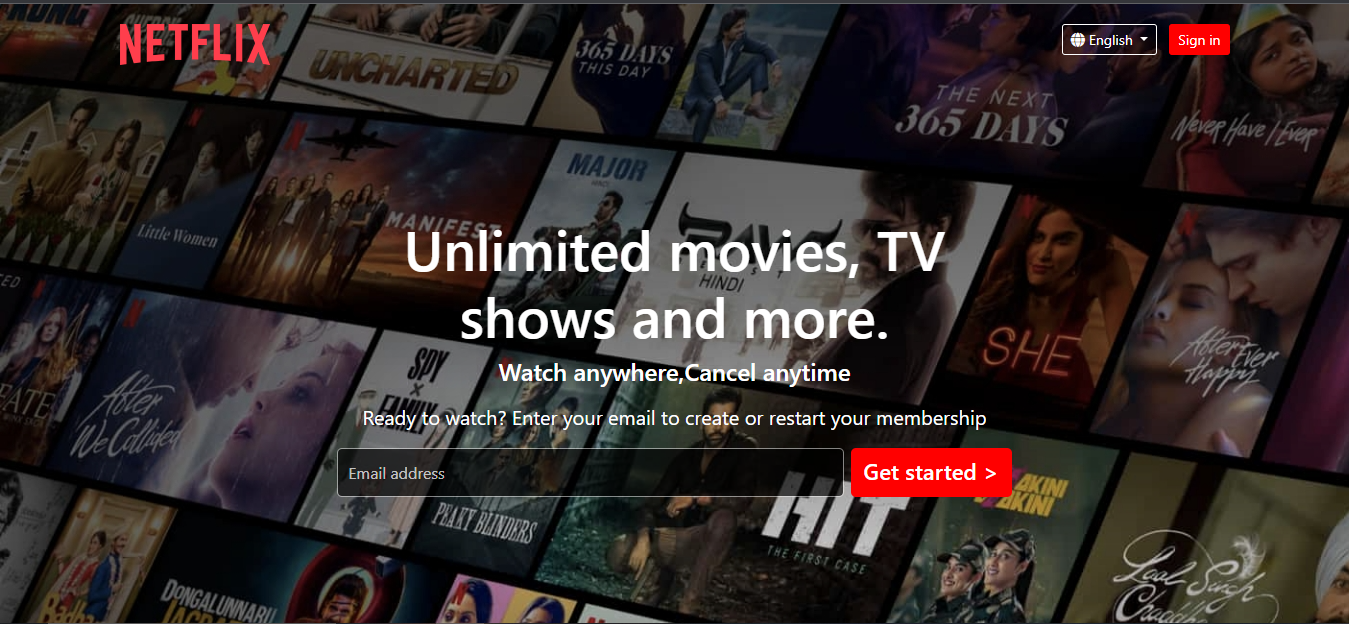 NETFLIX
English
Sign in
UNCHARTED
365 DAYS
THIS DAY
THE NEXT
365 DAYS
Never Have I Ever
Little Women
MANIFEST
MAJOR
HINDI
HINDI
Unlimited movies, TV
shows and more.
SHE
After Ever
Happy
After
We Collided
SPY
x
FAMILY
Watch anywhere,Cancel anytime
Ready to watch? Enter your email to create or restart your membership
Email address
Get started >
PEAKY BLINDERS
HIT
THE FIRST CASE
DONGALUNNARU
Laal Singh
Chaddha